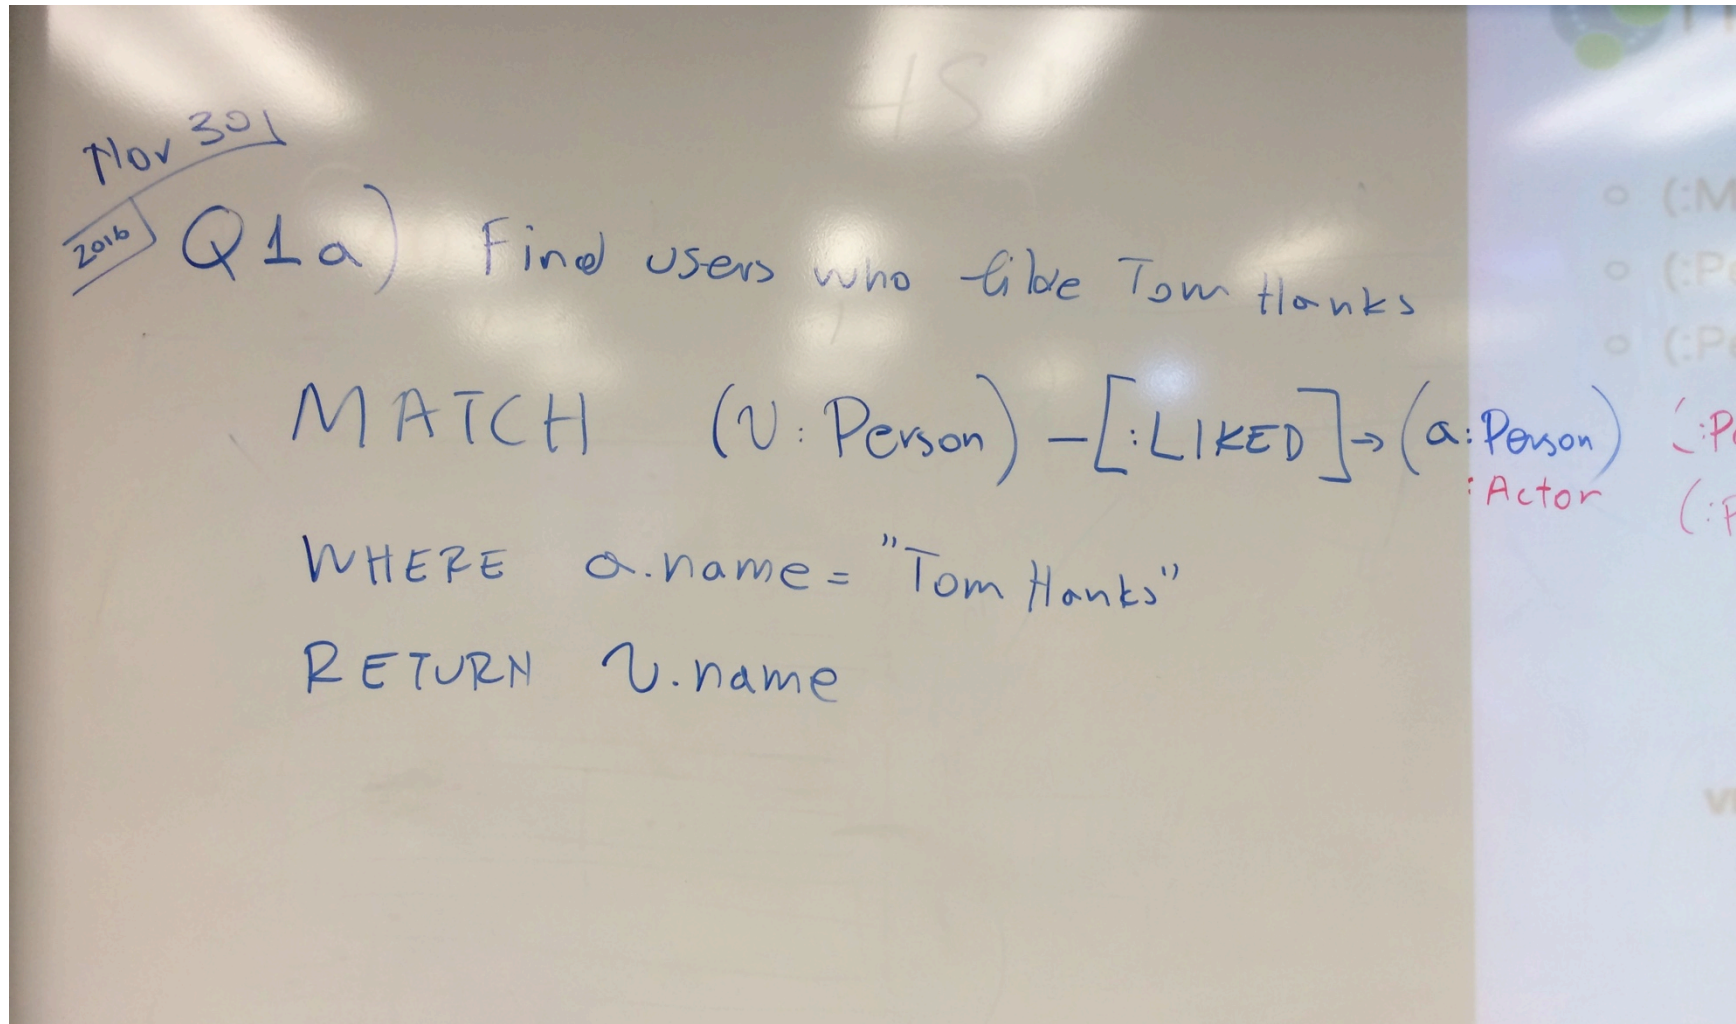 Nov 30
2016
Q1a) Find users who like Tom Hanks
MATCH (U:Person)-[:LIKED]->(a:Person)
:Actor
WHERE a.name = "Tom Hanks"
RETURN U.name